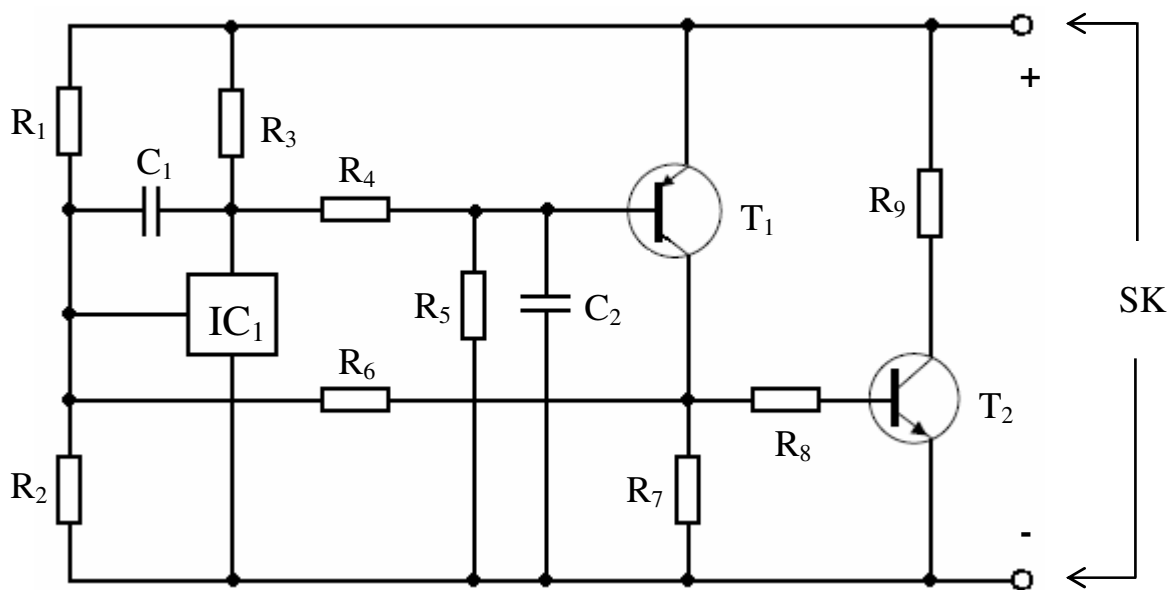 +
R₁
R₃
C₁
R₄
T₁
R₉
SK
R₅
C₂
IC₁
R₆
T₂
R₈
R₂
R₇
-